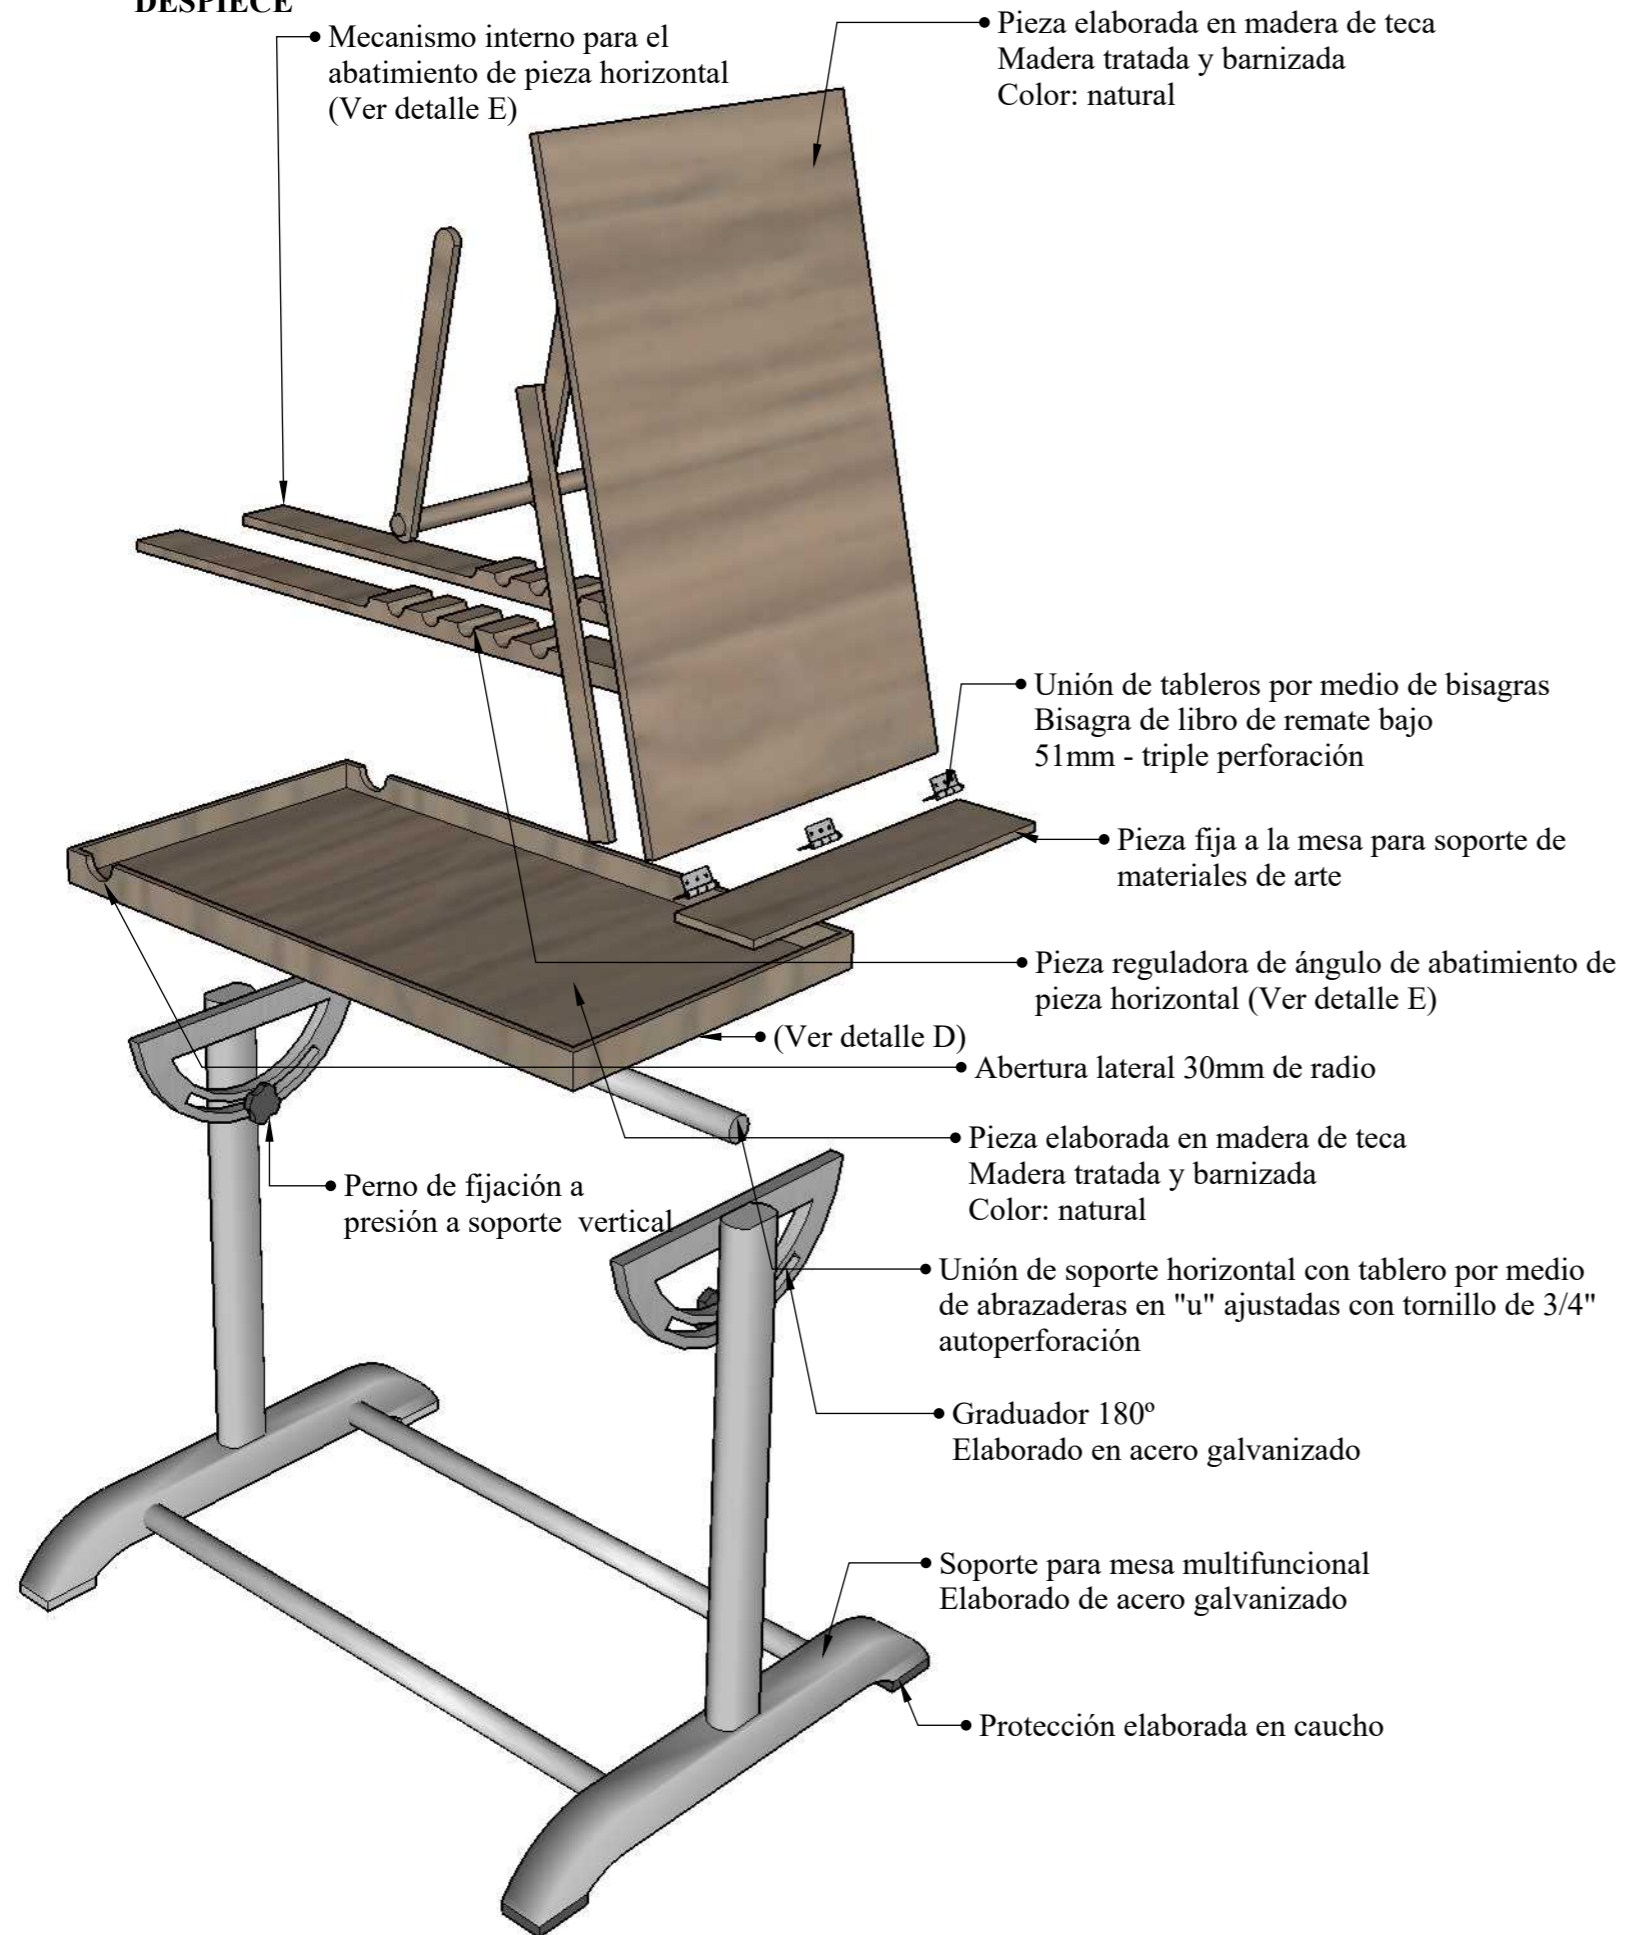 DESPIECE
Mecanismo interno para el
abatimiento de pieza horizontal
(Ver detalle E)
Pieza elaborada en madera de teca
Madera tratada y barnizada
Color: natural
Unión de tableros por medio de bisagras
Bisagra de libro de remate bajo
51mm - triple perforación
Pieza fija a la mesa para soporte de
materiales de arte
Pieza reguladora de ángulo de abatimiento de
pieza horizontal (Ver detalle E)
(Ver detalle D)
Abertura lateral 30mm de radio
Pieza elaborada en madera de teca
Madera tratada y barnizada
Color: natural
Perno de fijación a
presión a soporte vertical
Unión de soporte horizontal con tablero por medio
de abrazaderas en "u" ajustadas con tornillo de 3/4"
autoperforación
Graduador 180º
Elaborado en acero galvanizado
Soporte para mesa multifuncional
Elaborado de acero galvanizado
Protección elaborada en caucho